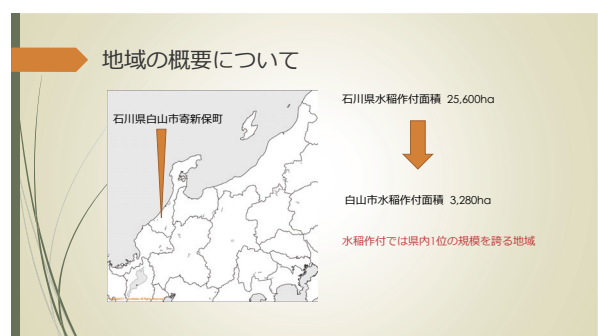 地域の概要について
石川県白山市寄新保町
石川県水稲作付面積 25,600ha
白山市水稲作付面積 3,280ha
水稲作付では県内1位の規模を誇る地域